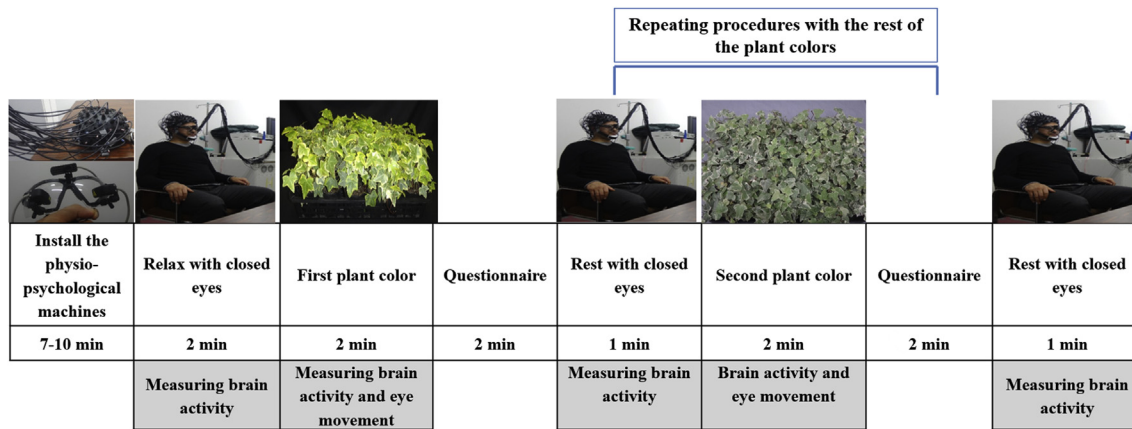 Repeating procedures with the rest of
the plant colors
Install the
physio-
psychological
machines
Relax with closed
eyes
First plant color
Questionnaire
Rest with closed
eyes
Second plant color
Questionnaire
Rest with closed
eyes
7-10 min
2 min
2 min
2 min
1 min
2 min
2 min
1 min
Measuring brain
activity
Measuring brain
activity and eye
movement
Measuring brain
activity
Brain activity and
eye movement
Measuring brain
activity